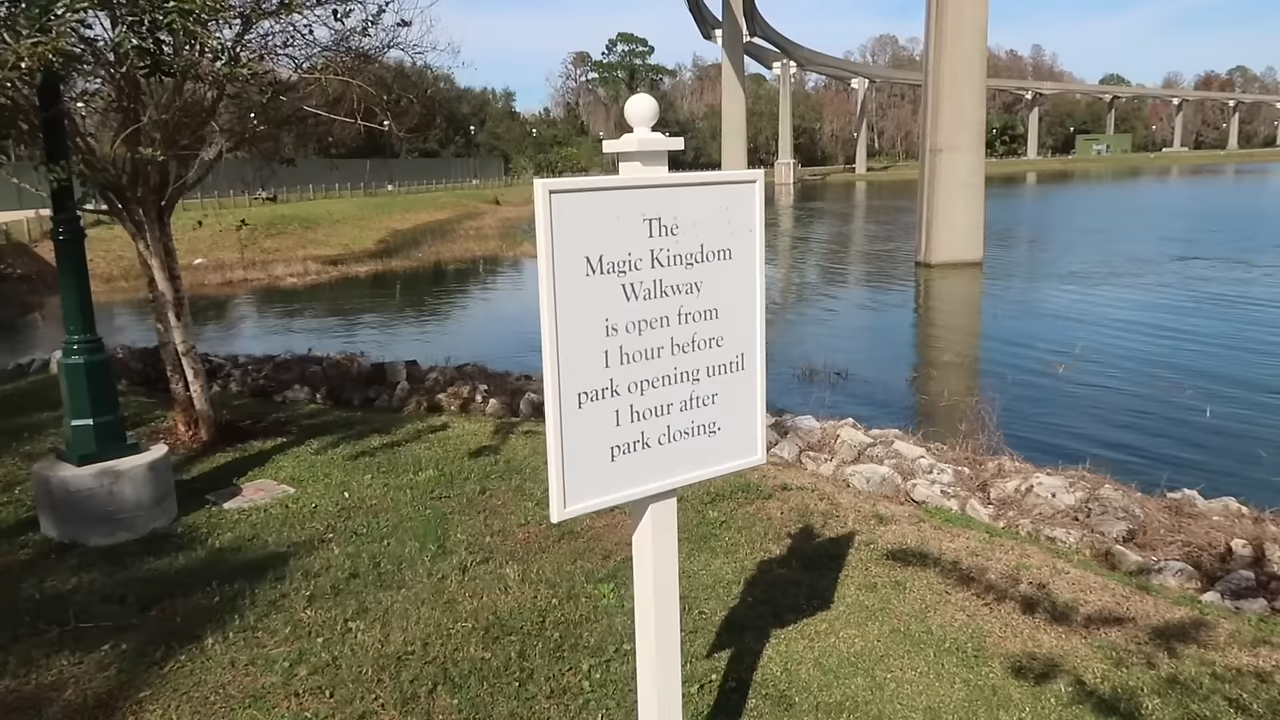 The
Magic Kingdom
Walkway
is open from
1 hour before
park opening until
1 hour after
park closing.